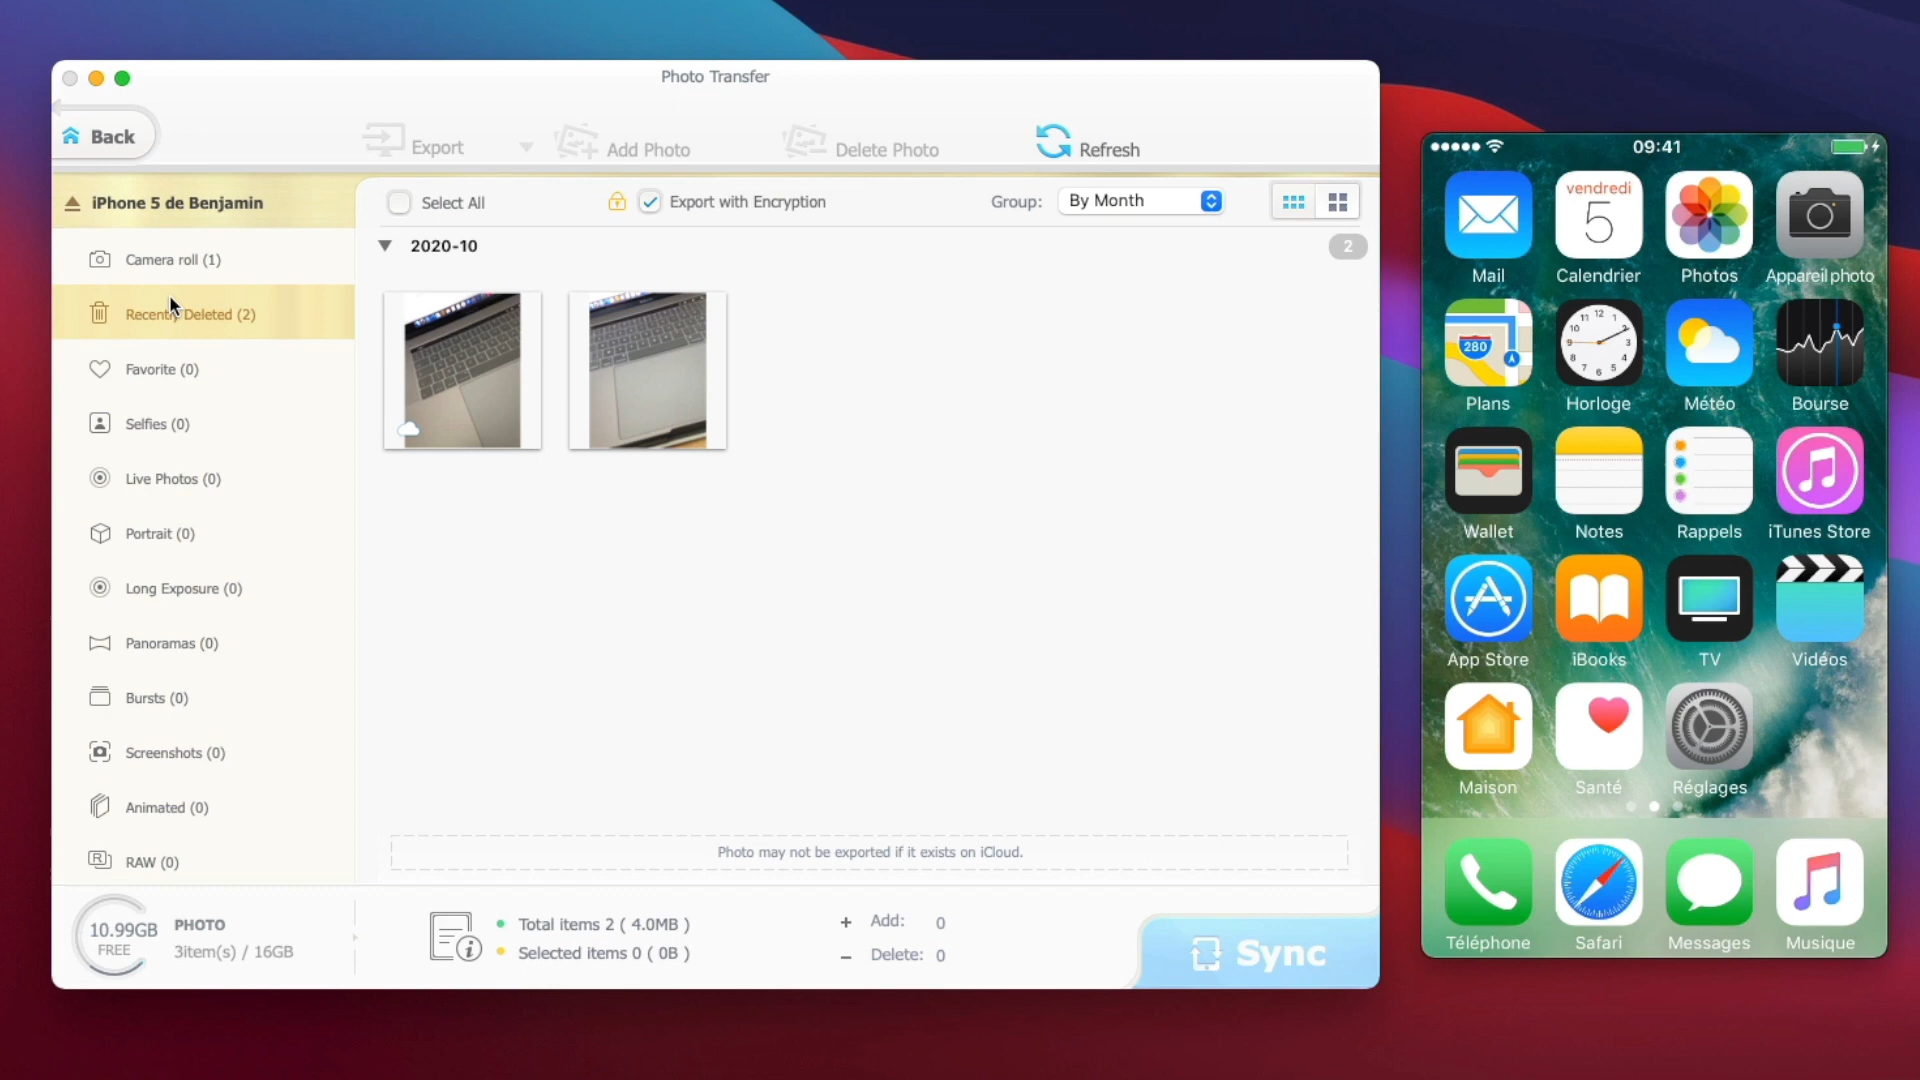 Photo Transfer
Back
Export
Add Photo
Delete Photo
Refresh
iPhone 5 de Benjamin
Select All
Export with Encryption
Group:
By Month
2020-10
2
Camera roll (1)
Recently Deleted (2)
Favorite (0)
Selfies (0)
Live Photos (0)
Portrait (0)
Long Exposure (0)
Panoramas (0)
Bursts (0)
Screenshots (0)
Animated (0)
RAW (0)
Photo may not be exported if it exists on iCloud.
10.99GB
FREE
PHOTO
3item(s) / 16GB
Total items 2 ( 4.0MB )
Selected items 0 ( 0B )
+ Add: 0
– Delete: 0
Sync
09:41
vendredi
5
Mail
Calendrier
Photos
Appareil photo
280
Plans
Horloge
Météo
Bourse
Wallet
Notes
Rappels
iTunes Store
App Store
iBooks
TV
Vidéos
Maison
Santé
Réglages
Téléphone
Safari
Messages
Musique